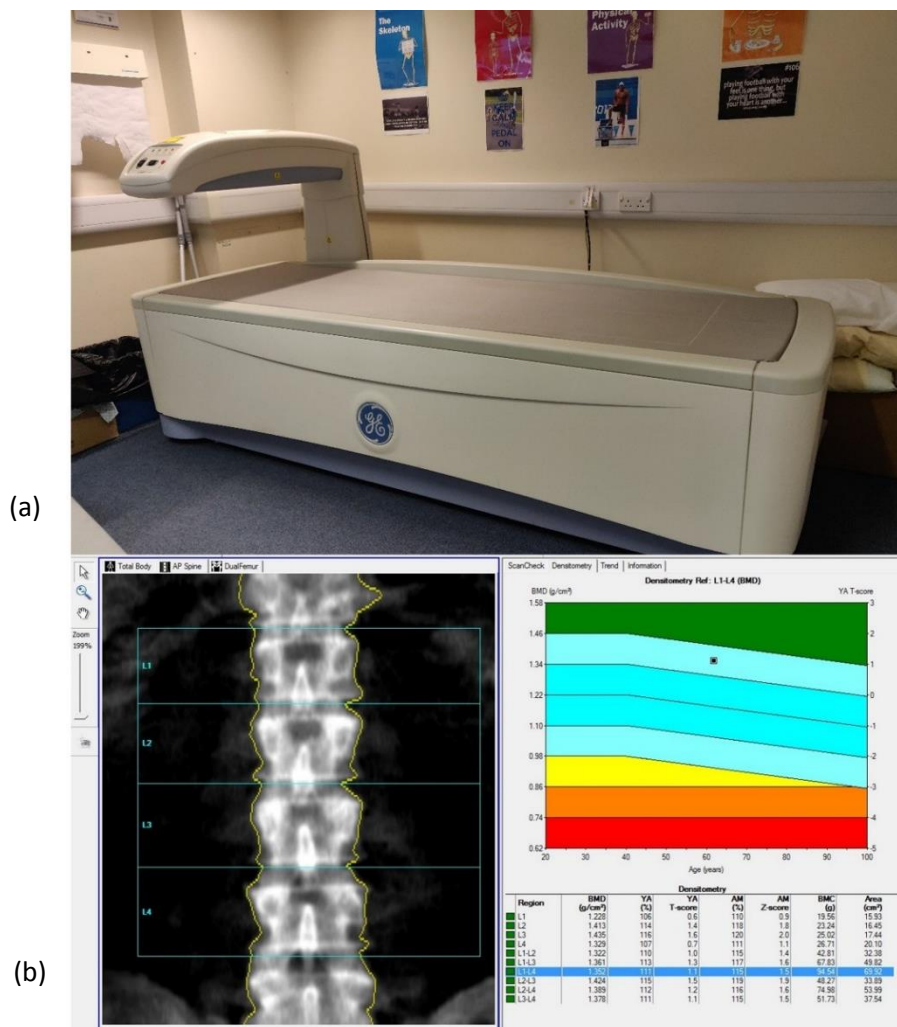 The
Skeleton
Physical
Activity
playing football with
your feet is one thing, but
playing football with
your heart is another...
PEDAL
ON
(a)
Total Body AP Spine DualFemur
Zoom
199%
L1
L2
L3
L4
ScanCheck Densitometry Trend Information
Densitometry Ref: L1-L4 (BMD)
BMD (g/cm²) YA T-score
1.58 3
1.46 2
1.34 1
1.22 0
1.10 -1
0.98 -2
0.86 -3
0.74 -4
0.62 -5
20 30 40 50 60 70 80 90 100
Age (years)
Densitometry
Region BMD (g/cm²) YA (%) YA T-score AM (%) AM Z-score BMC (g) Area (cm²)
L1 1.228 106 0.6 110 0.9 19.56 15.93
L2 1.413 114 1.4 118 1.8 23.24 16.45
L3 1.435 116 1.6 120 2.0 25.02 17.44
L4 1.329 107 0.7 111 1.1 26.71 20.10
L1-L2 1.322 110 1.0 115 1.4 42.81 32.38
L1-L3 1.361 113 1.3 117 1.6 67.83 49.82
L1-L4 1.352 111 1.1 115 1.5 94.54 69.92
L2-L3 1.424 115 1.5 119 1.9 48.27 33.89
L2-L4 1.389 112 1.2 116 1.6 74.98 53.99
L3-L4 1.378 111 1.1 115 1.5 51.73 37.54
(b)